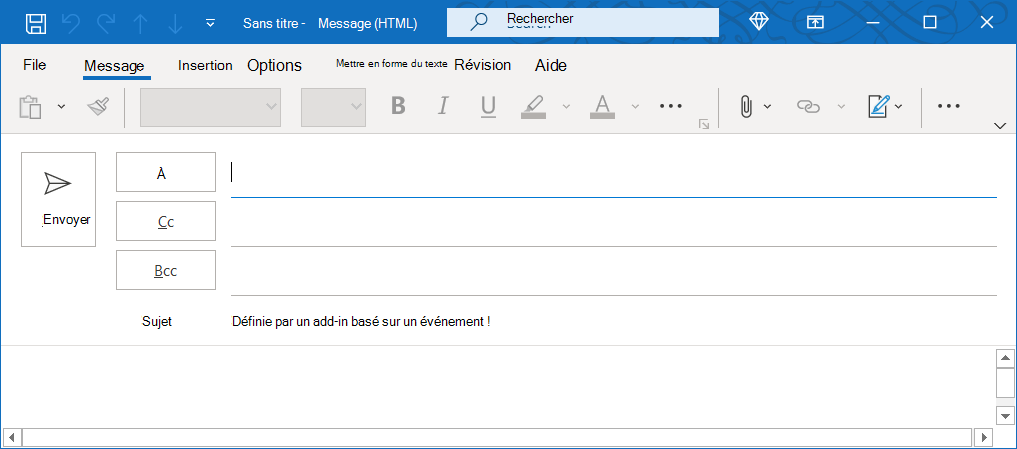 Sans titre - Message (HTML)
Rechercher
File Message Insertion Options Mettre en forme du texte Révision Aide
B I U A
À
Envoyer
Cc
Bcc
Sujet Définie par un add-in basé sur un événement !